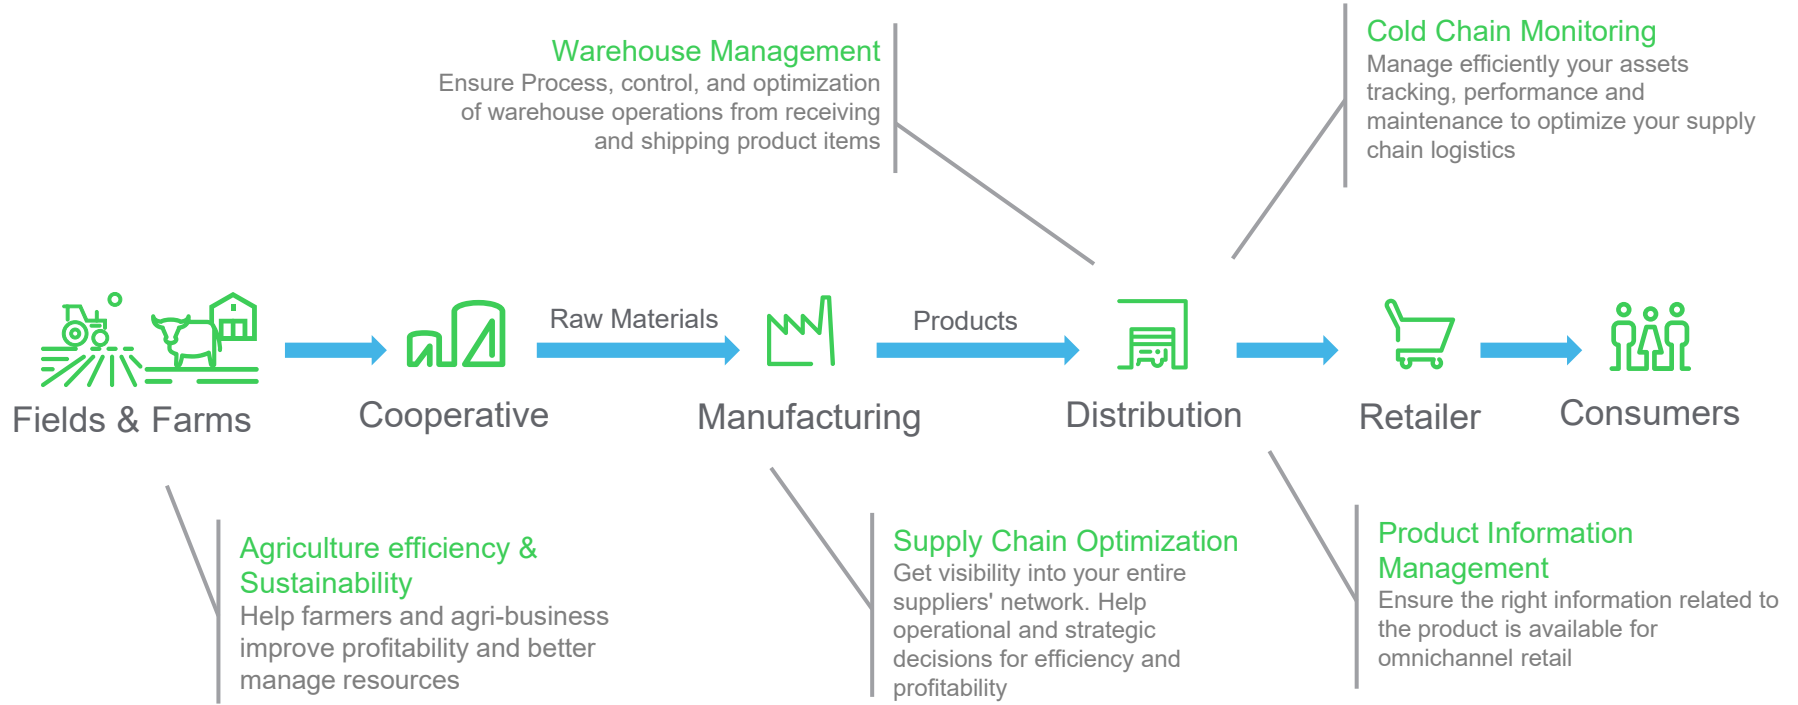 Warehouse Management
Ensure Process, control, and optimization
of warehouse operations from receiving
and shipping product items
Cold Chain Monitoring
Manage efficiently your assets
tracking, performance and
maintenance to optimize your supply
chain logistics
Raw Materials
Products
Fields & Farms
Cooperative
Manufacturing
Distribution
Retailer
Consumers
Agriculture efficiency &
Sustainability
Help farmers and agri-business
improve profitability and better
manage resources
Supply Chain Optimization
Get visibility into your entire
suppliers' network. Help
operational and strategic
decisions for efficiency and
profitability
Product Information
Management
Ensure the right information related to
the product is available for
omnichannel retail